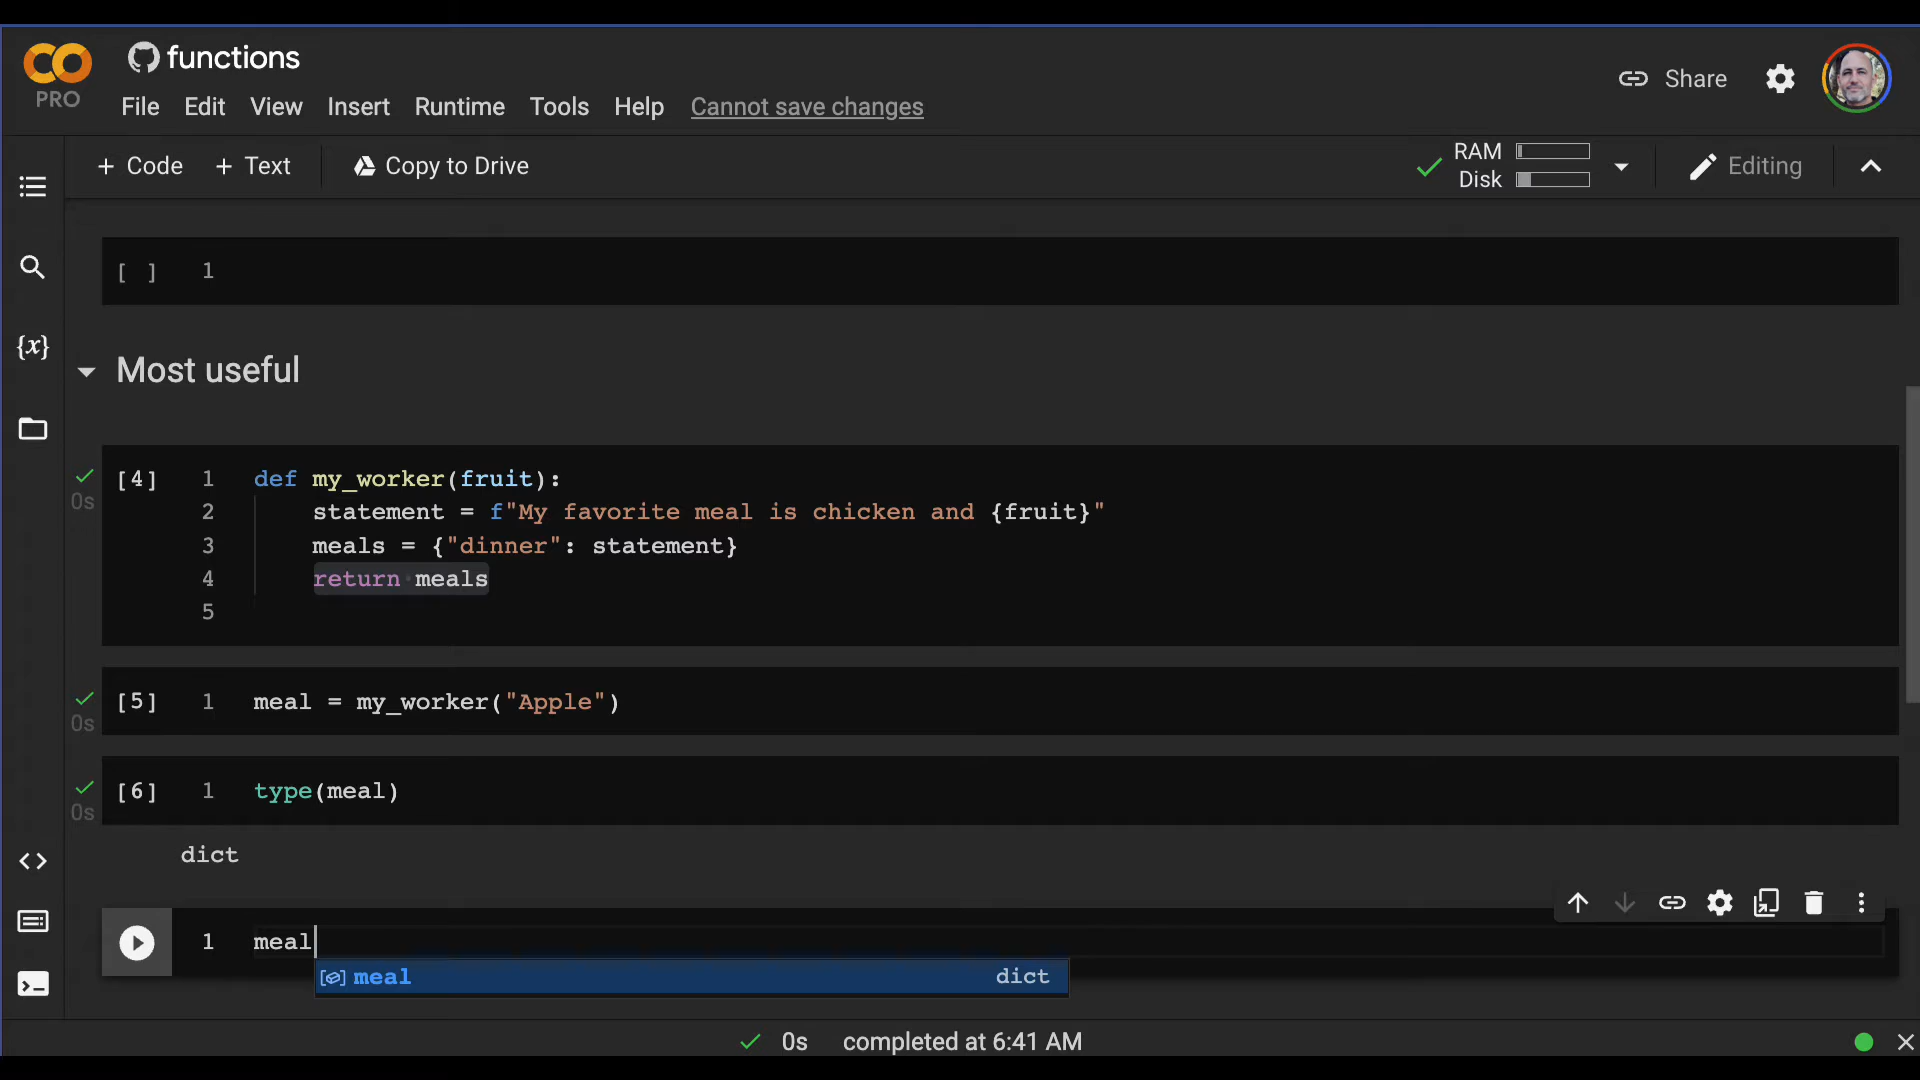 CO
PRO
functions
File Edit View Insert Runtime Tools Help Cannot save changes
Share
+ Code + Text Copy to Drive
RAM
Disk
Editing
{x}
[ ] 1
Most useful
[4] 1 def my_worker(fruit):
2 statement = f"My favorite meal is chicken and {fruit}"
3 meals = {"dinner": statement}
4 return meals
5
0s
[5] 1 meal = my_worker("Apple")
0s
[6] 1 type(meal)
0s
dict
1 meal
meal dict
0s completed at 6:41 AM